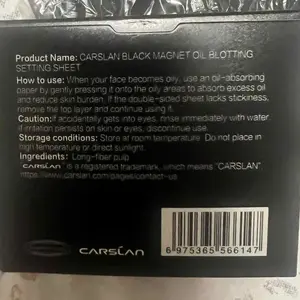 Product Name: CARSLAN BLACK MAGNET OIL BLOTTING
SETTING SHEET
How to use: When your face becomes oily, use an oil-absorbing
paper by gently pressing it onto the oily areas to absorb excess oil
and reduce skin burden. If the double-sided sheet lacks stickiness,
remove the top layer and continue using it.
Caution:If accidentally gets into eyes, rinse immediately with water.
If irritation persists on skin or eyes, discontinue use.
Storage conditions: Store at room temperature. Do not place in
high temperature or direct sunlight.
Ingredients: Long-fiber pulp
CARSLAN is a registered trademark, which means "CARSLAN"
https://www.carslan.com/pages/contact-us
CARSLAN
6 975365 566147